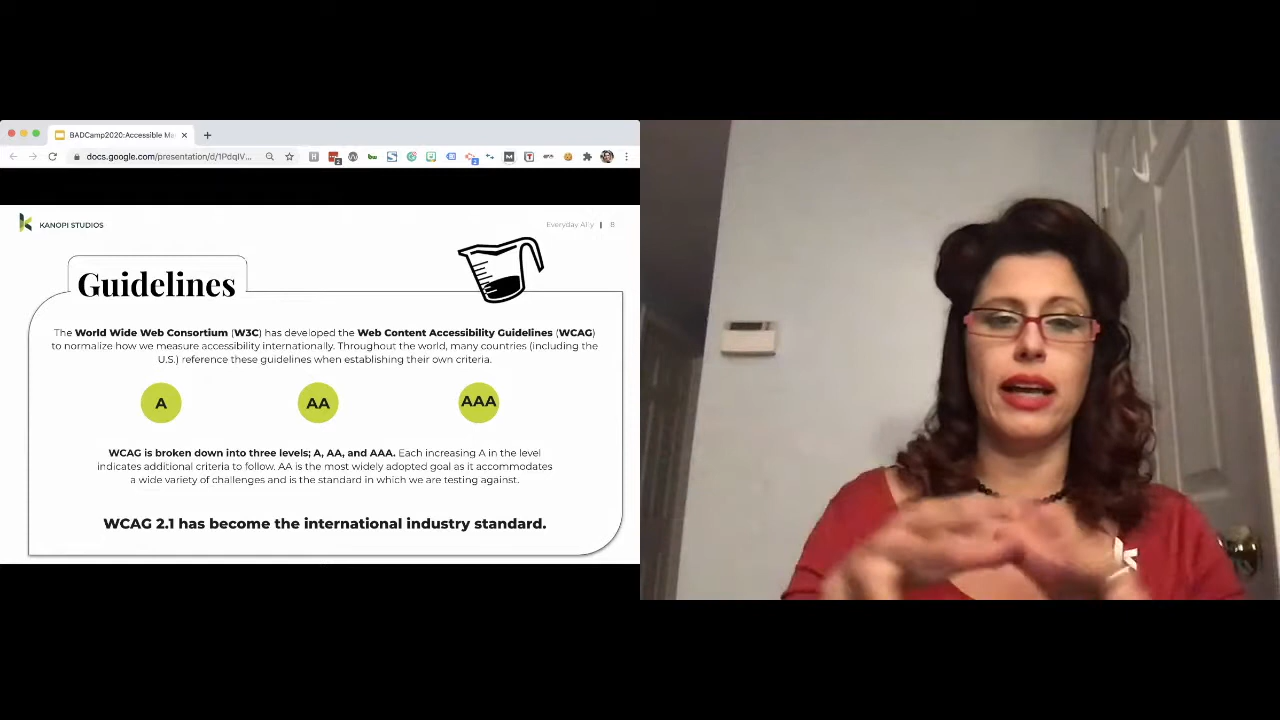 BADCamp2020:Accessible Ma
docs.google.com/presentation/d/1PdqIV...
KANOPI STUDIOS
Everyday Ally | 8
Guidelines
The World Wide Web Consortium (W3C) has developed the Web Content Accessibility Guidelines (WCAG)
to normalize how we measure accessibility internationally. Throughout the world, many countries (including the
U.S.) reference these guidelines when establishing their own criteria.
A AA AAA
WCAG is broken down into three levels; A, AA, and AAA. Each increasing A in the level
indicates additional criteria to follow. AA is the most widely adopted goal as it accommodates
a wide variety of challenges and is the standard in which we are testing against.
WCAG 2.1 has become the international industry standard.